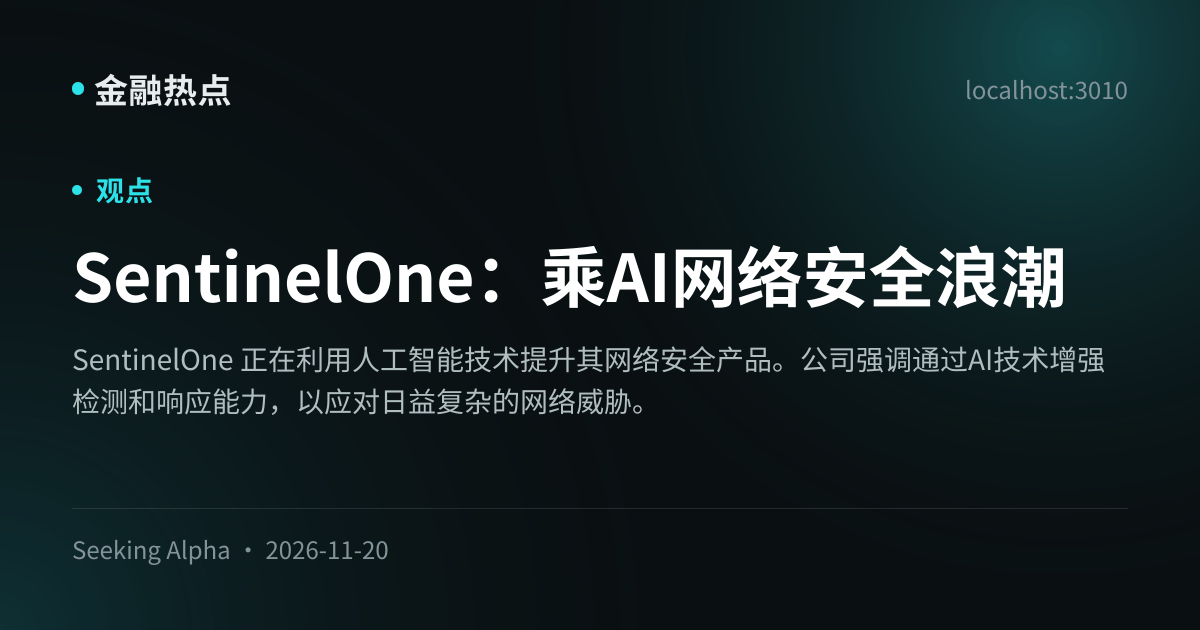 金融热点
localhost:3010
观点
SentinelOne：乘AI网络安全浪潮
SentinelOne 正在利用人工智能技术提升其网络安全产品。公司强调通过AI技术增强
检测和响应能力，以应对日益复杂的网络威胁。
Seeking Alpha · 2026-11-20